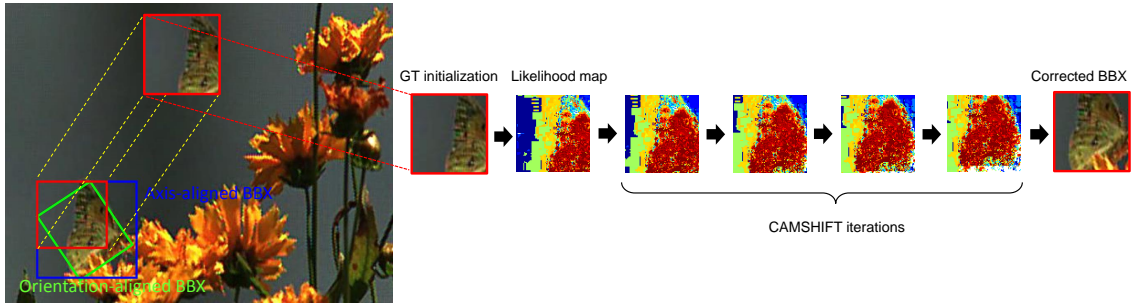 GT initialization
Likelihood map
Corrected BBX
Axis-aligned BBX
Orientation-aligned BBX
CAMSHIFT iterations